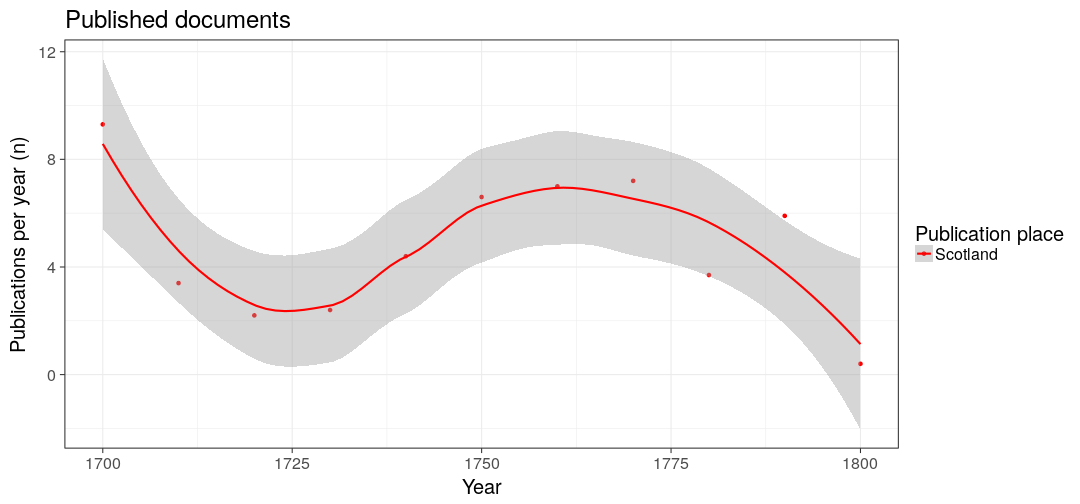 Published documents
Publications per year (n)
12
8
4
0
1700 1725 1750 1775 1800
Year
Publication place
Scotland